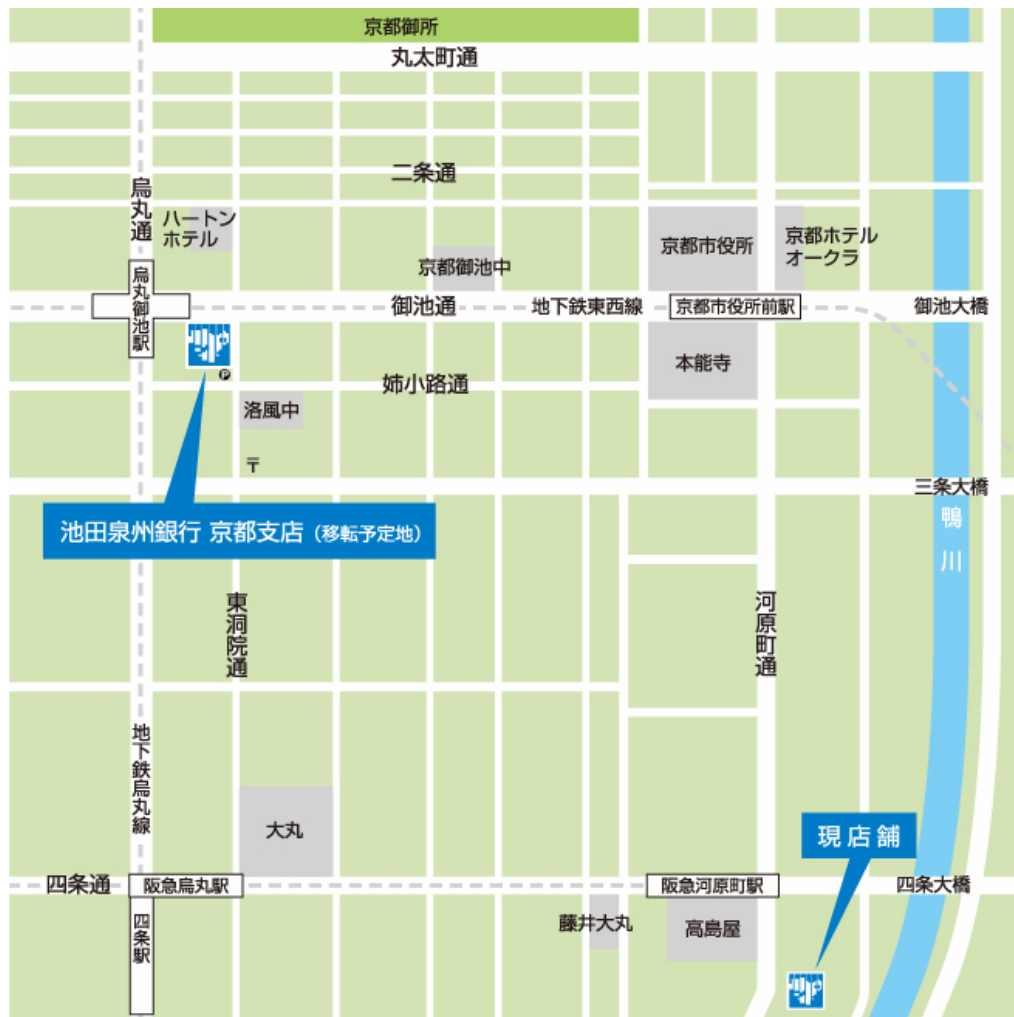 京都御所
丸太町通
二条通
烏丸通
ハートン
ホテル
京都御池中
京都市役所
京都ホテル
オークラ
烏丸御池駅
御池通
地下鉄東西線
京都市役所前駅
御池大橋
P
姉小路通
本能寺
洛風中
〒
三条大橋
池田泉州銀行 京都支店（移転予定地）
鴨川
東洞院通
河原町通
地下鉄烏丸線
大丸
現店舗
四条通
阪急烏丸駅
阪急河原町駅
四条大橋
四条駅
藤井大丸
高島屋